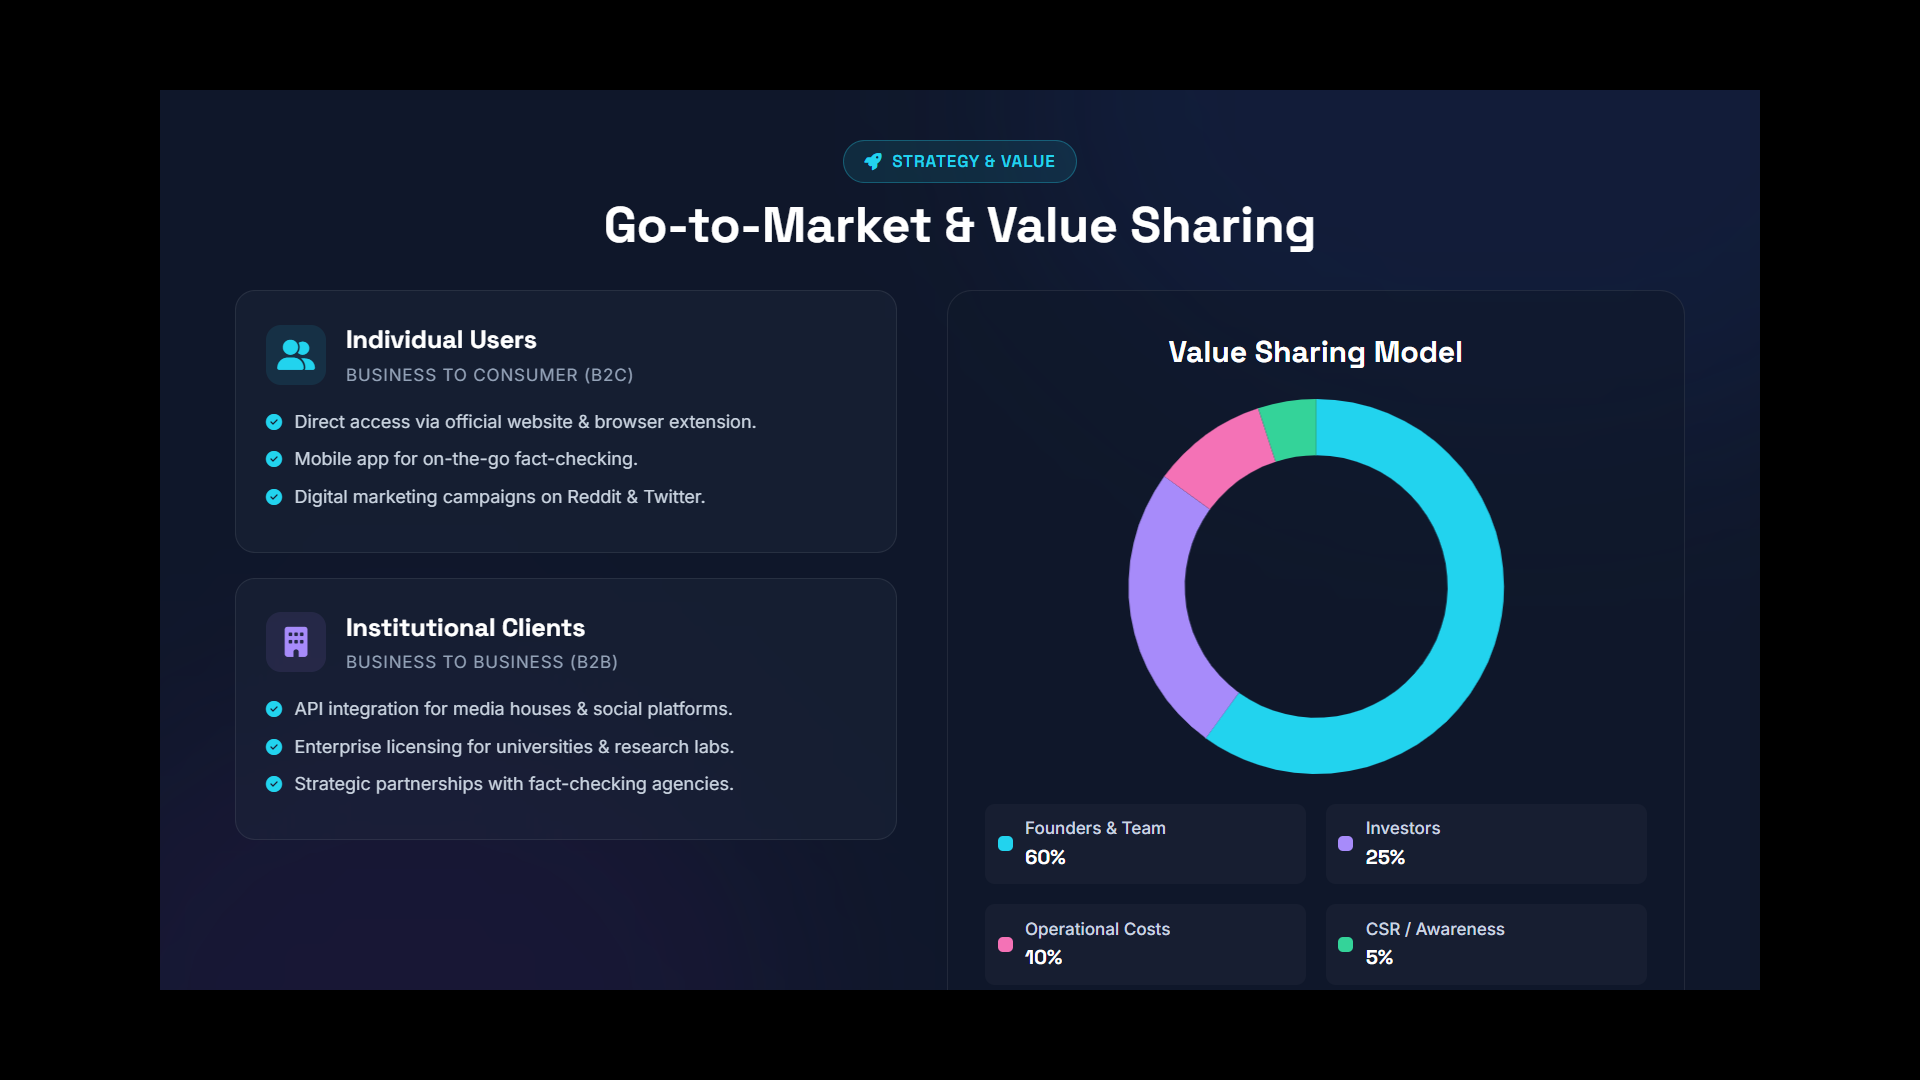 STRATEGY & VALUE
Go-to-Market & Value Sharing
Individual Users
BUSINESS TO CONSUMER (B2C)
Direct access via official website & browser extension.
Mobile app for on-the-go fact-checking.
Digital marketing campaigns on Reddit & Twitter.
Institutional Clients
BUSINESS TO BUSINESS (B2B)
API integration for media houses & social platforms.
Enterprise licensing for universities & research labs.
Strategic partnerships with fact-checking agencies.
Value Sharing Model
Founders & Team
60%
Investors
25%
Operational Costs
10%
CSR / Awareness
5%